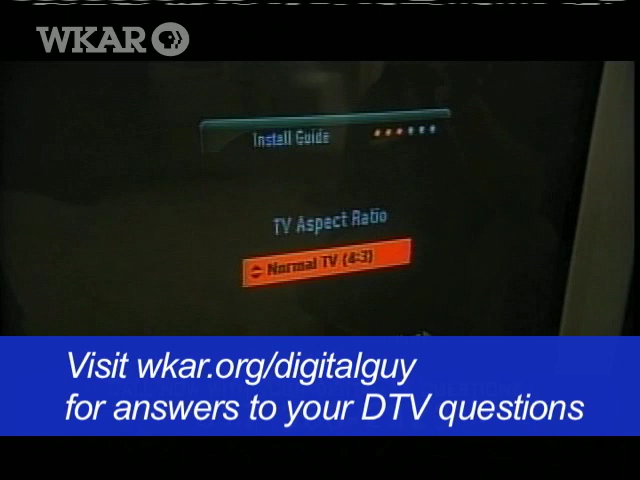 WKAR
Install Guide
TV Aspect Ratio
Normal TV (4:3)
Visit wkar.org/digitalguy
for answers to your DTV questions